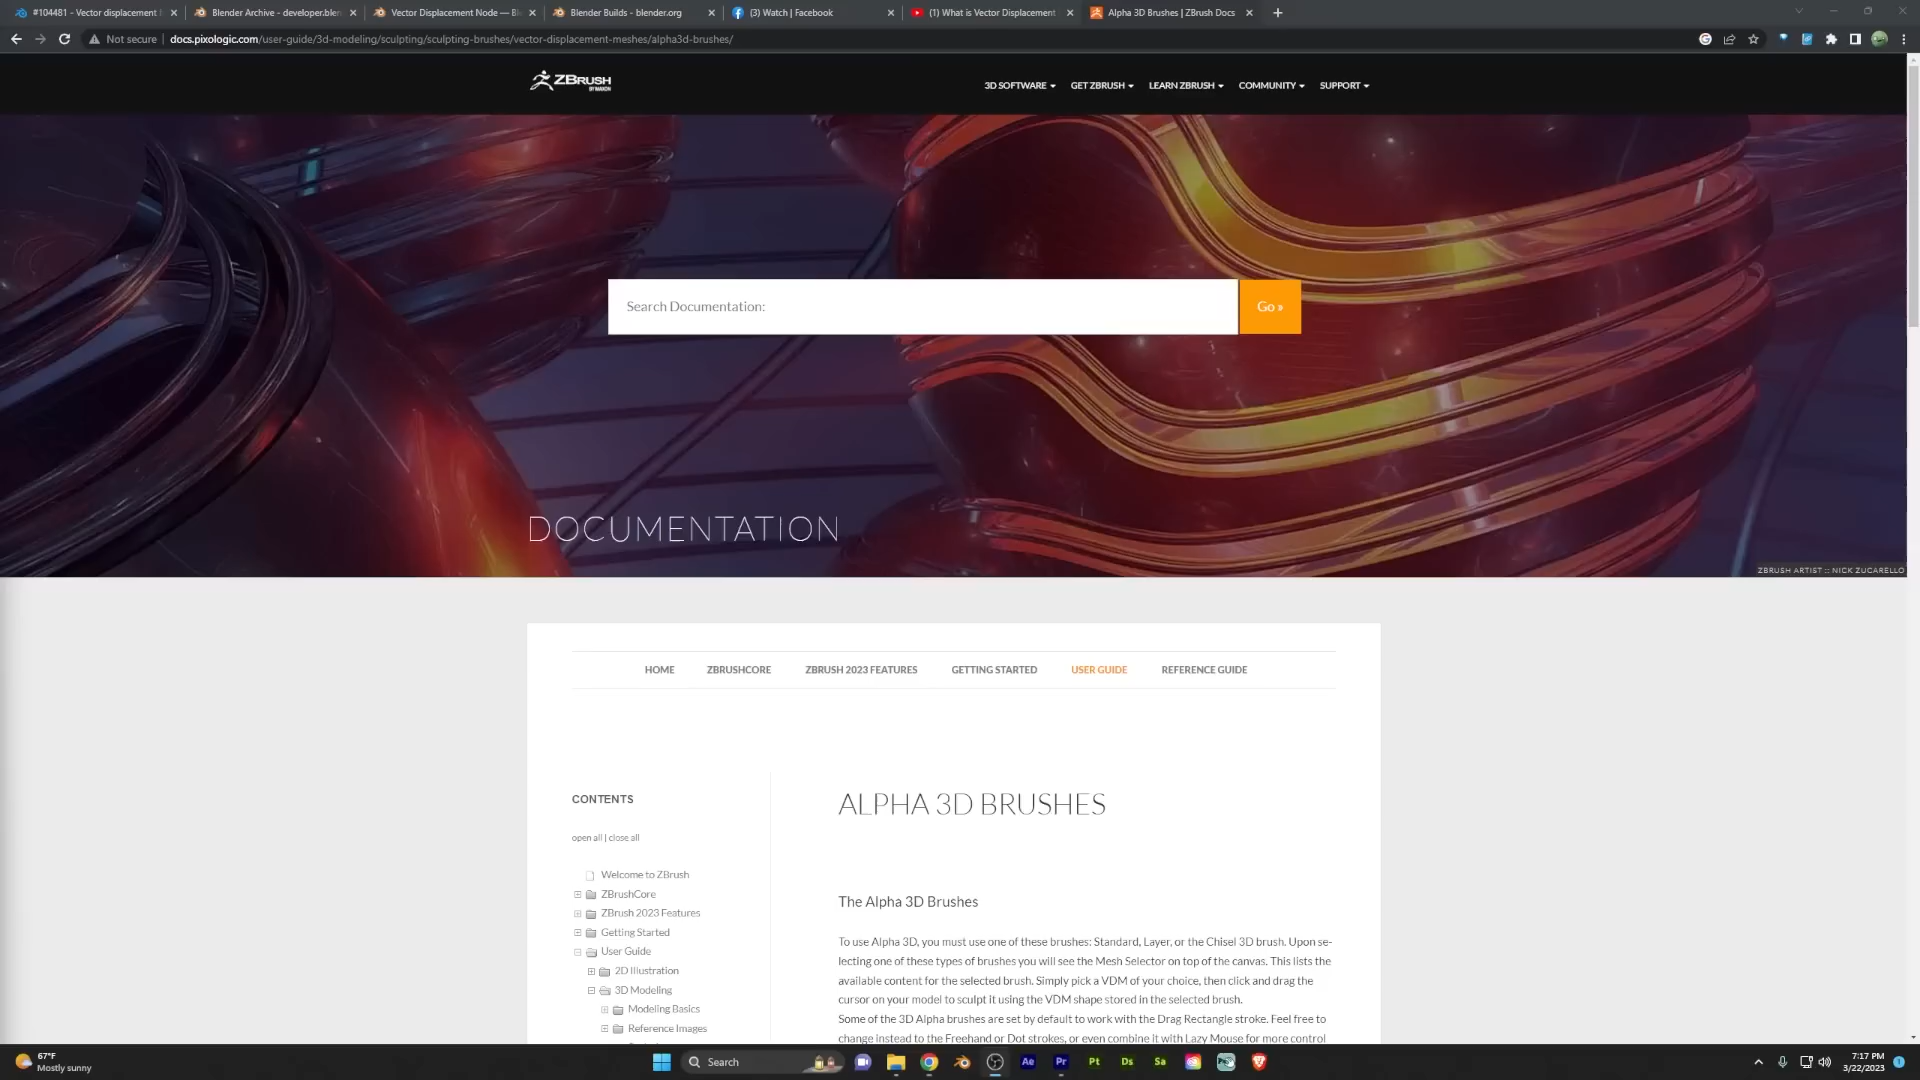 #104481 - Vector displacement
Blender Archive - developer.blen
Vector Displacement Node — Ble
Blender Builds - blender.org
(3) Watch | Facebook
(1) What is Vector Displacement
Alpha 3D Brushes | ZBrush Docs
Not secure
docs.pixologic.com/user-guide/3d-modeling/sculpting/sculpting-brushes/vector-displacement-meshes/alpha3d-brushes/
ZBRUSH
BY MAXON
3D SOFTWARE
GET ZBRUSH
LEARN ZBRUSH
COMMUNITY
SUPPORT
Search Documentation:
Go »
DOCUMENTATION
ZBRUSH ARTIST :: NICK ZUCARELLO
HOME
ZBRUSHCORE
ZBRUSH 2023 FEATURES
GETTING STARTED
USER GUIDE
REFERENCE GUIDE
CONTENTS
open all | close all
Welcome to ZBrush
ZBrushCore
ZBrush 2023 Features
Getting Started
User Guide
2D Illustration
3D Modeling
Modeling Basics
Reference Images
ALPHA 3D BRUSHES
The Alpha 3D Brushes
To use Alpha 3D, you must use one of these brushes: Standard, Layer, or the Chisel 3D brush. Upon se-
lecting one of these types of brushes you will see the Mesh Selector on top of the canvas. This lists the
available content for the selected brush. Simply pick a VDM of your choice, then click and drag the
cursor on your model to sculpt it using the VDM shape stored in the selected brush.
Some of the 3D Alpha brushes are set by default to work with the Drag Rectangle stroke. Feel free to
change instead to the Freehand or Dot strokes, or even combine it with Lazy Mouse for more control
67°F
Mostly sunny
Search
Ae
Pr
Pt
Ds
Sa
7:17 PM
3/22/2023
1